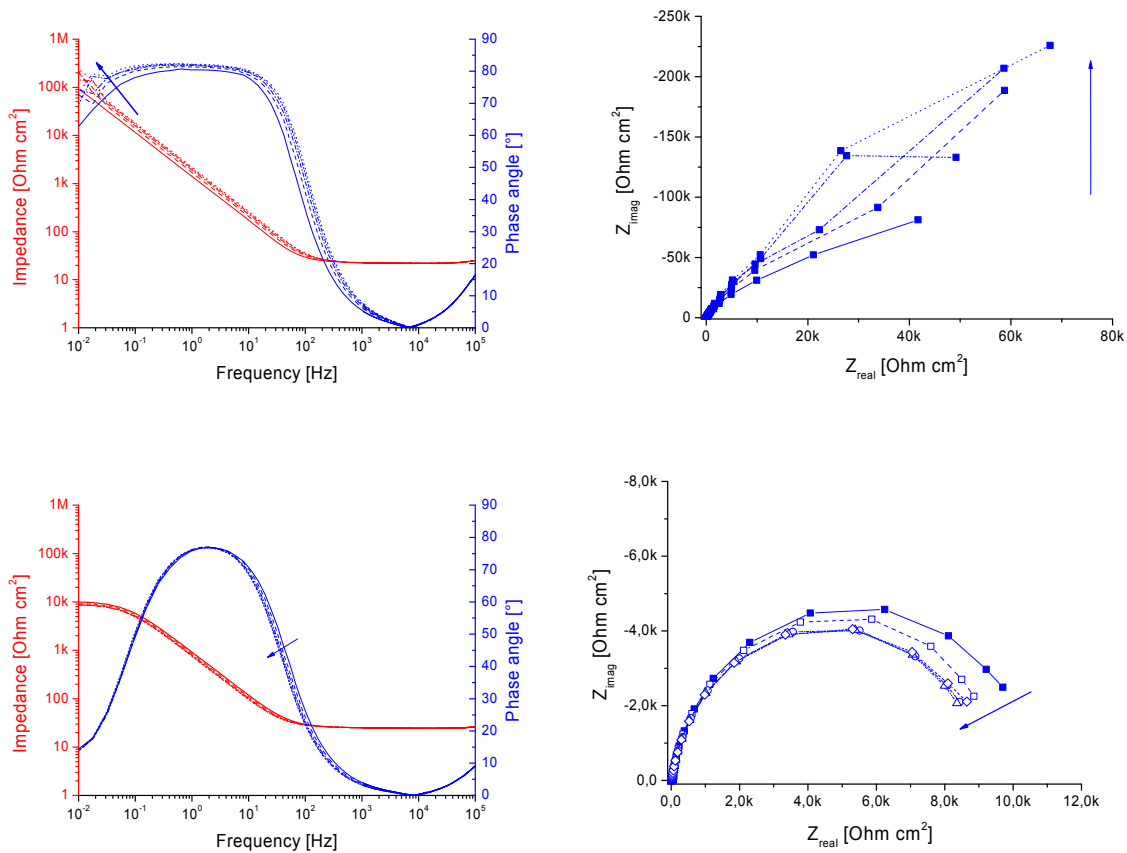 1M
100k
10k
1k
100
10
1
Impedance [Ohm cm²]
90
80
70
60
50
40
30
20
10
0
Phase angle [°]
10⁻² 10⁻¹ 10⁰ 10¹ 10² 10³ 10⁴ 10⁵
Frequency [Hz]
-250k
-200k
-150k
-100k
-50k
0
Z_imag [Ohm cm²]
0 20k 40k 60k 80k
Z_real [Ohm cm²]
1M
100k
10k
1k
100
10
1
Impedance [Ohm cm²]
90
80
70
60
50
40
30
20
10
0
Phase angle [°]
10⁻² 10⁻¹ 10⁰ 10¹ 10² 10³ 10⁴ 10⁵
Frequency [Hz]
-8,0k
-6,0k
-4,0k
-2,0k
0,0
Z_imag [Ohm cm²]
0,0 2,0k 4,0k 6,0k 8,0k 10,0k 12,0k
Z_real [Ohm cm²]